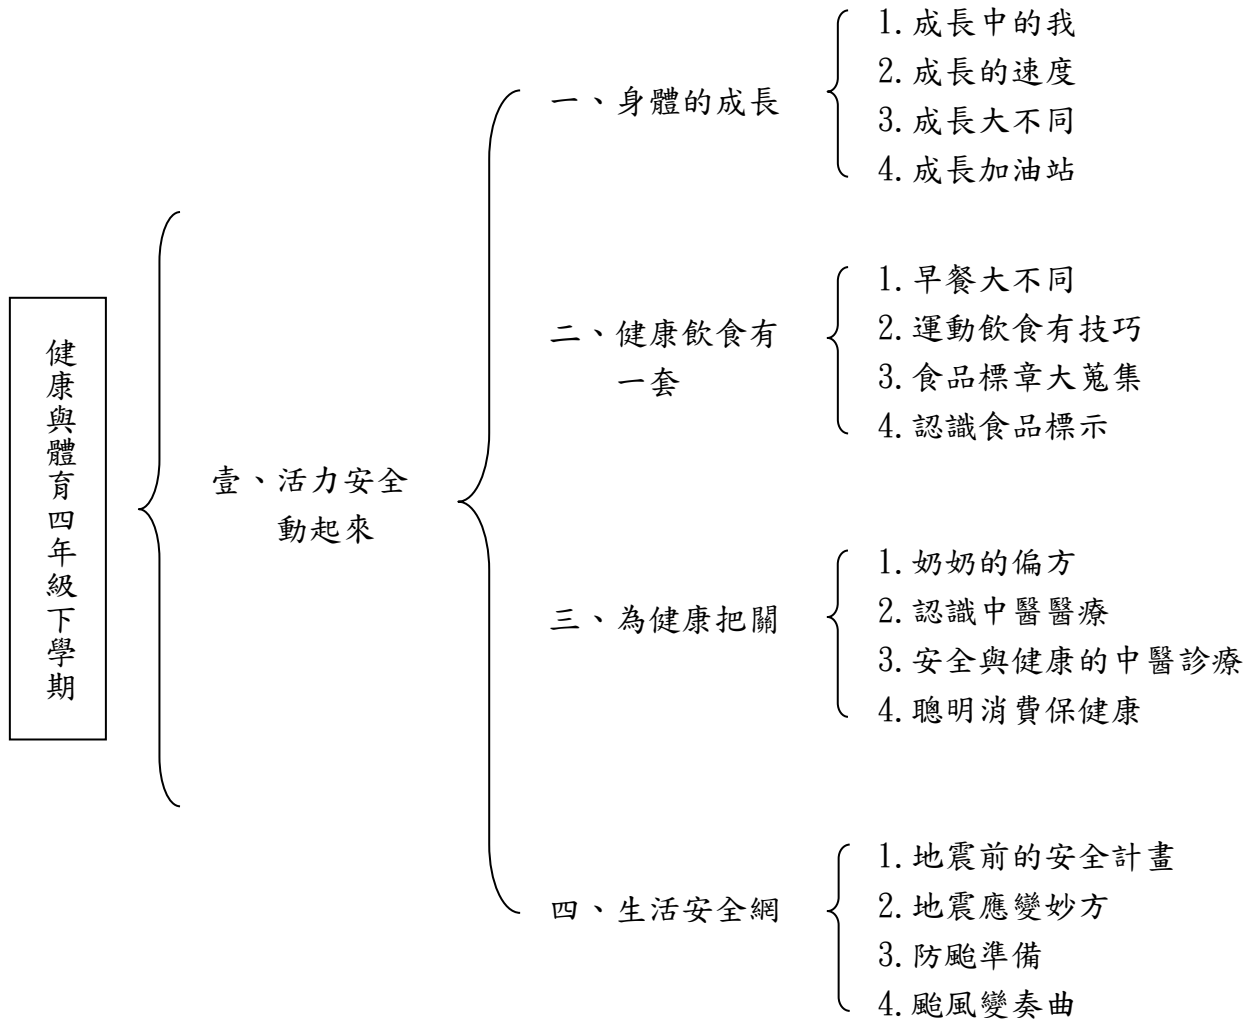 健康與體育四年級下學期
壹、活力安全
動起來
一、身體的成長
1.成長中的我
2.成長的速度
3.成長大不同
4.成長加油站
二、健康飲食有
一套
1.早餐大不同
2.運動飲食有技巧
3.食品標章大蒐集
4.認識食品標示
三、為健康把關
1.奶奶的偏方
2.認識中醫醫療
3.安全與健康的中醫診療
4.聰明消費保健康
四、生活安全網
1.地震前的安全計畫
2.地震應變妙方
3.防颱準備
4.颱風變奏曲